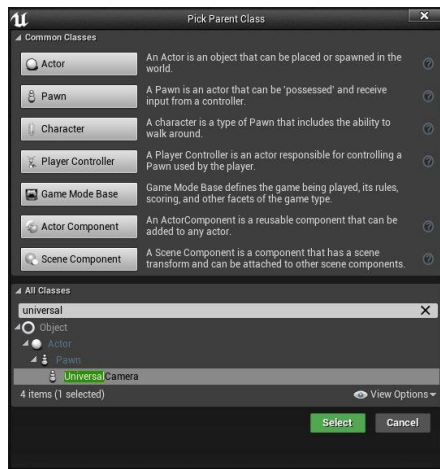 Pick Parent Class
Common Classes
Actor
An Actor is an object that can be placed or spawned in the
world.
Pawn
A Pawn is an actor that can be 'possessed' and receive
input from a controller.
Character
A character is a type of Pawn that includes the ability to
walk around.
Player Controller
A Player Controller is an actor responsible for controlling a
Pawn used by the player.
Game Mode Base
Game Mode Base defines the game being played, its rules,
scoring, and other facets of the game type.
Actor Component
An ActorComponent is a reusable component that can be
added to any actor.
Scene Component
A Scene Component is a component that has a scene
transform and can be attached to other scene components.
All Classes
universal
Object
Actor
Pawn
UniversalCamera
4 items (1 selected)
View Options
Select
Cancel